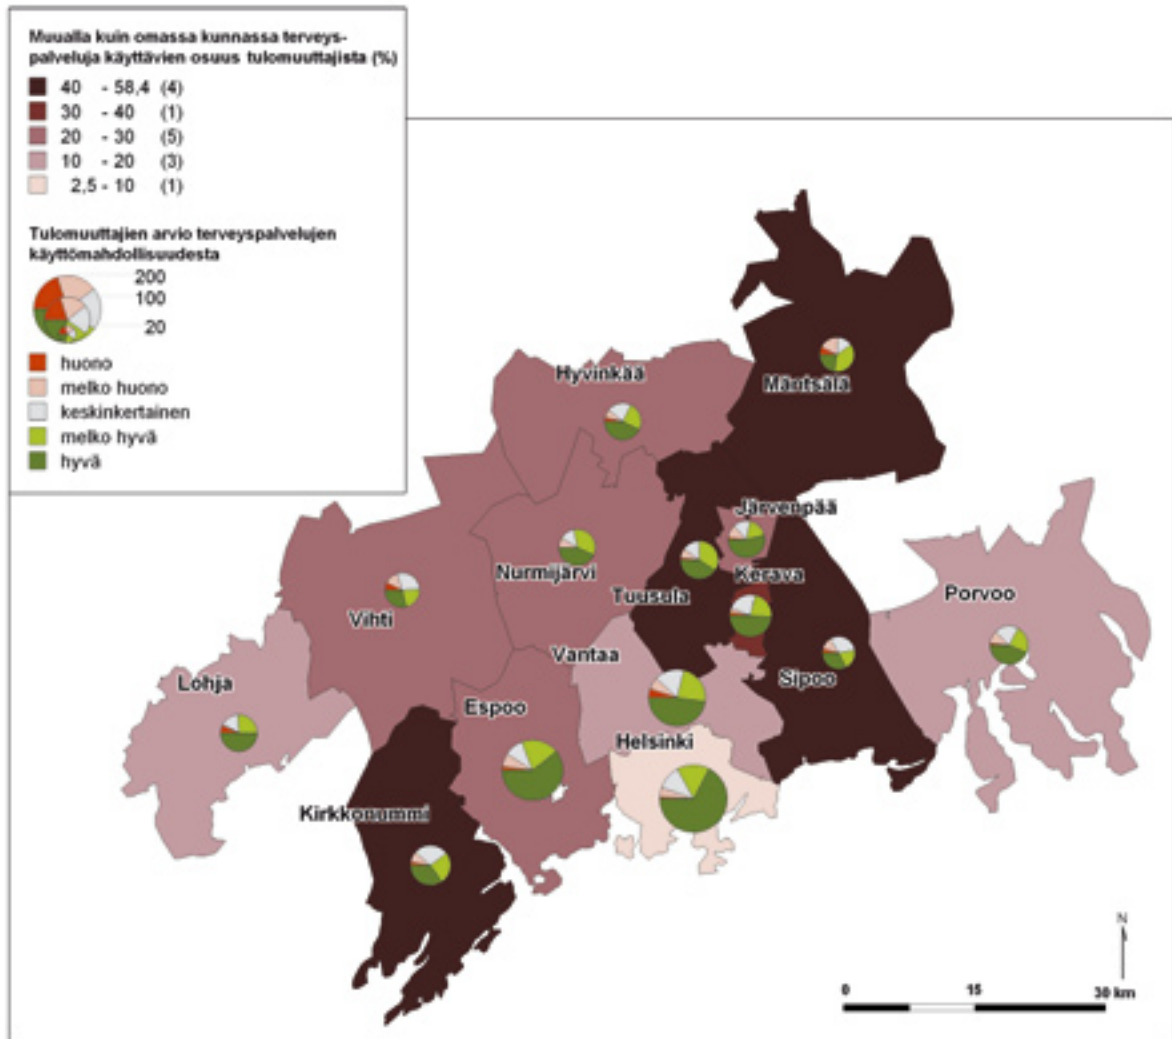 Muualla kuin omassa kunnassa terveys-
palveluja käyttävien osuus tulomuuttajista (%)
40 - 58,4 (4)
30 - 40 (1)
20 - 30 (5)
10 - 20 (3)
2,5 - 10 (1)
Tulomuuttajien arvio terveyspalvelujen
käyttömahdollisuudesta
200
100
20
huono
melko huono
keskinkertainen
melko hyvä
hyvä
Hyvinkää
Mäntsälä
Järvenpää
Nurmijärvi
Kerava
Tuusula
Porvoo
Vihti
Vantaa
Sipoo
Lohja
Espoo
Helsinki
Kirkkonummi
N
0 15 30 km